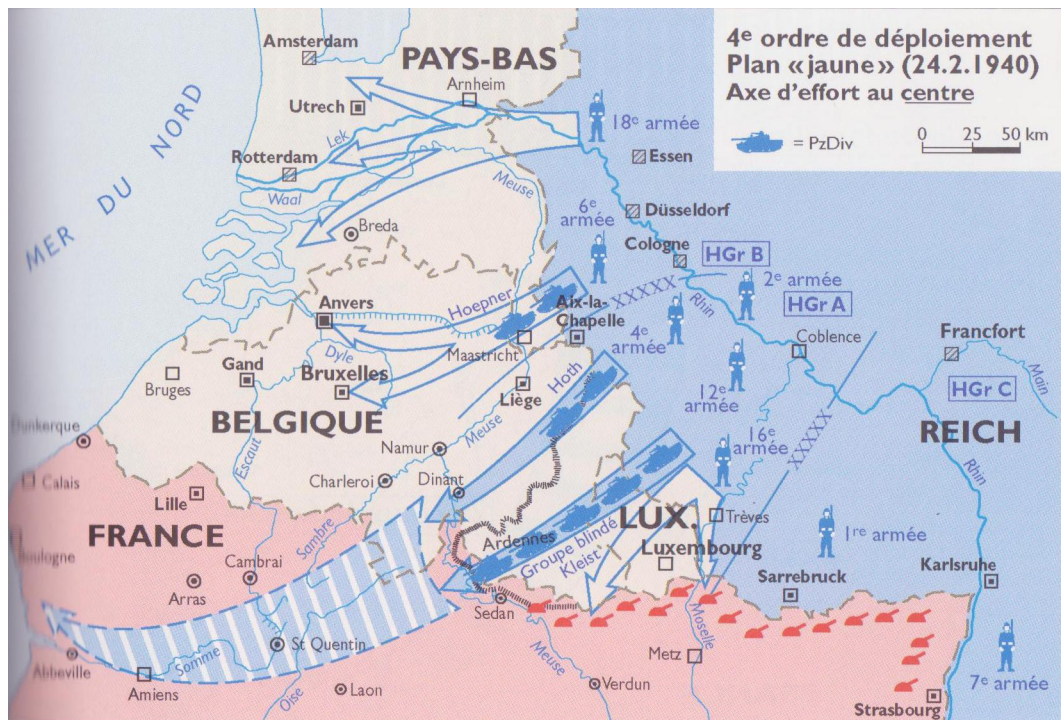 4e ordre de déploiement
Plan «jaune» (24.2.1940)
Axe d'effort au centre
= PzDiv
0 25 50 km
MER DU NORD
Amsterdam
PAYS-BAS
Arnheim
Utrech
Lek
Rotterdam
Waal
Meuse
Breda
18e armée
Essen
6e
armée
Düsseldorf
Cologne
HGr B
2e
armée
HGr A
XXXXX
Rhin
Anvers
Hoepner
Aix-la-
Chapelle
4e
armée
Coblence
Francfort
Main
Maastricht
Gand
Dyle
Bruges
Bruxelles
Liège
Hoth
12e
armée
HGr C
BELGIQUE
Meuse
REICH
XXXXX
Rhin
Dunkerque
Escaut
Namur
16e
armée
Calais
Charleroi
Dinant
Lille
LUX.
Trèves
FRANCE
Sambre
Ardennes
Groupe blindé
Kleist
Luxembourg
1re armée
Boulogne
Cambrai
Arras
Sedan
Sarrebruck
Karlsruhe
Moselle
St Quentin
Somme
Abbeville
Amiens
Oise
Laon
Meuse
Verdun
Metz
7e armée
Strasbourg